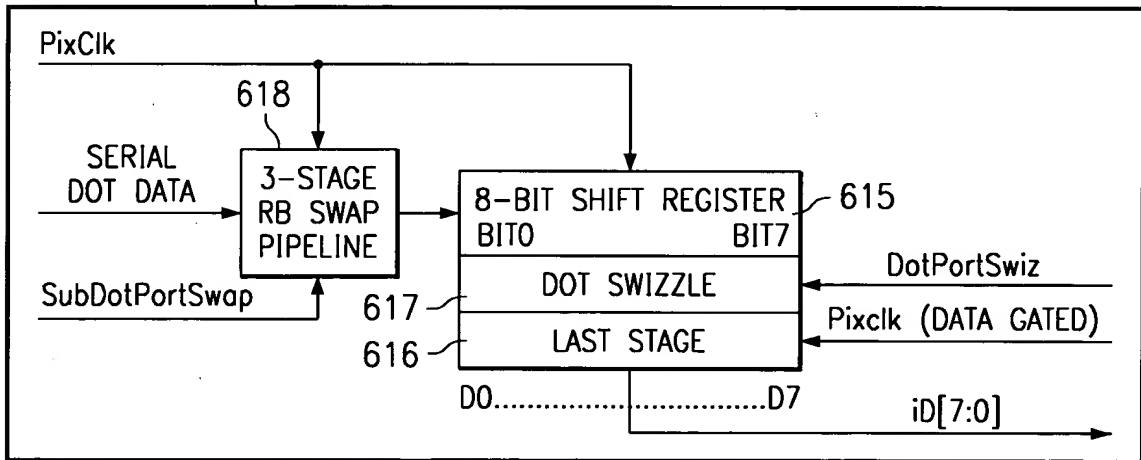 PixClk
618
SERIAL
DOT DATA
3-STAGE
RB SWAP
PIPELINE
SubDotPortSwap
8-BIT SHIFT REGISTER
BIT0 BIT7
615
DOT SWIZZLE
617
DotPortSwiz
LAST STAGE
616
Pixclk (DATA GATED)
D0............................D7
iD[7:0]